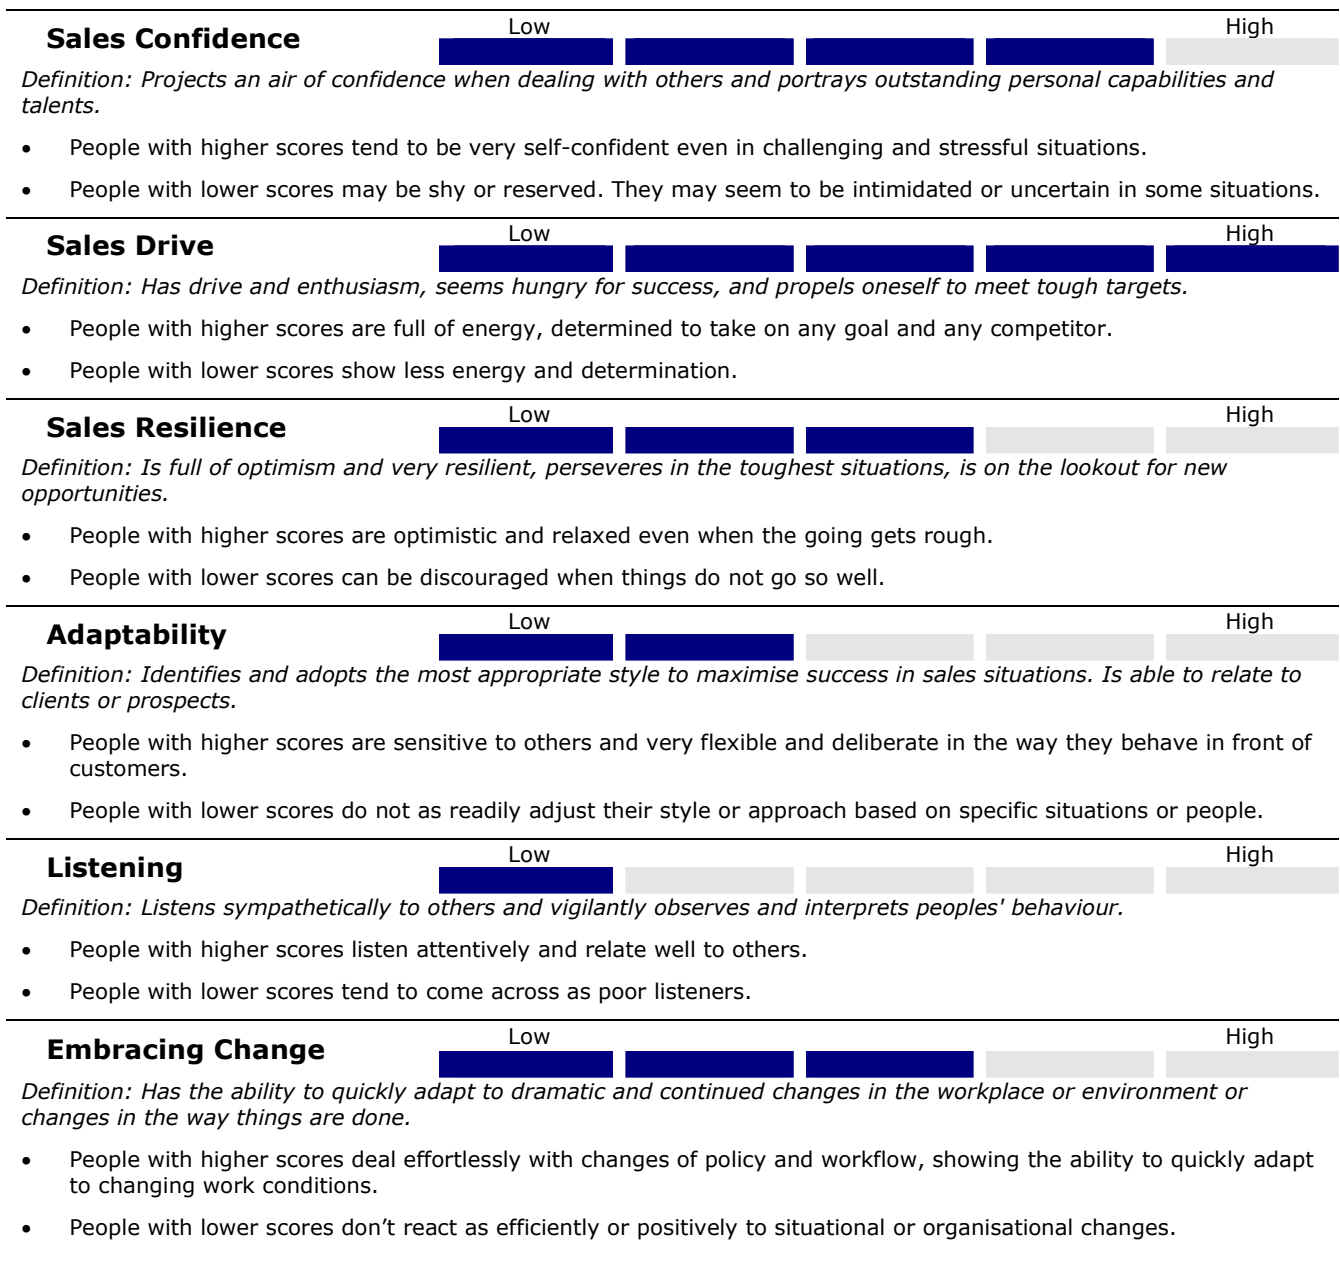 Sales Confidence
Low High
Definition: Projects an air of confidence when dealing with others and portrays outstanding personal capabilities and
talents.
• People with higher scores tend to be very self-confident even in challenging and stressful situations.
• People with lower scores may be shy or reserved. They may seem to be intimidated or uncertain in some situations.
Sales Drive
Low High
Definition: Has drive and enthusiasm, seems hungry for success, and propels oneself to meet tough targets.
• People with higher scores are full of energy, determined to take on any goal and any competitor.
• People with lower scores show less energy and determination.
Sales Resilience
Low High
Definition: Is full of optimism and very resilient, perseveres in the toughest situations, is on the lookout for new
opportunities.
• People with higher scores are optimistic and relaxed even when the going gets rough.
• People with lower scores can be discouraged when things do not go so well.
Adaptability
Low High
Definition: Identifies and adopts the most appropriate style to maximise success in sales situations. Is able to relate to
clients or prospects.
• People with higher scores are sensitive to others and very flexible and deliberate in the way they behave in front of
customers.
• People with lower scores do not as readily adjust their style or approach based on specific situations or people.
Listening
Low High
Definition: Listens sympathetically to others and vigilantly observes and interprets peoples' behaviour.
• People with higher scores listen attentively and relate well to others.
• People with lower scores tend to come across as poor listeners.
Embracing Change
Low High
Definition: Has the ability to quickly adapt to dramatic and continued changes in the workplace or environment or
changes in the way things are done.
• People with higher scores deal effortlessly with changes of policy and workflow, showing the ability to quickly adapt
to changing work conditions.
• People with lower scores don’t react as efficiently or positively to situational or organisational changes.